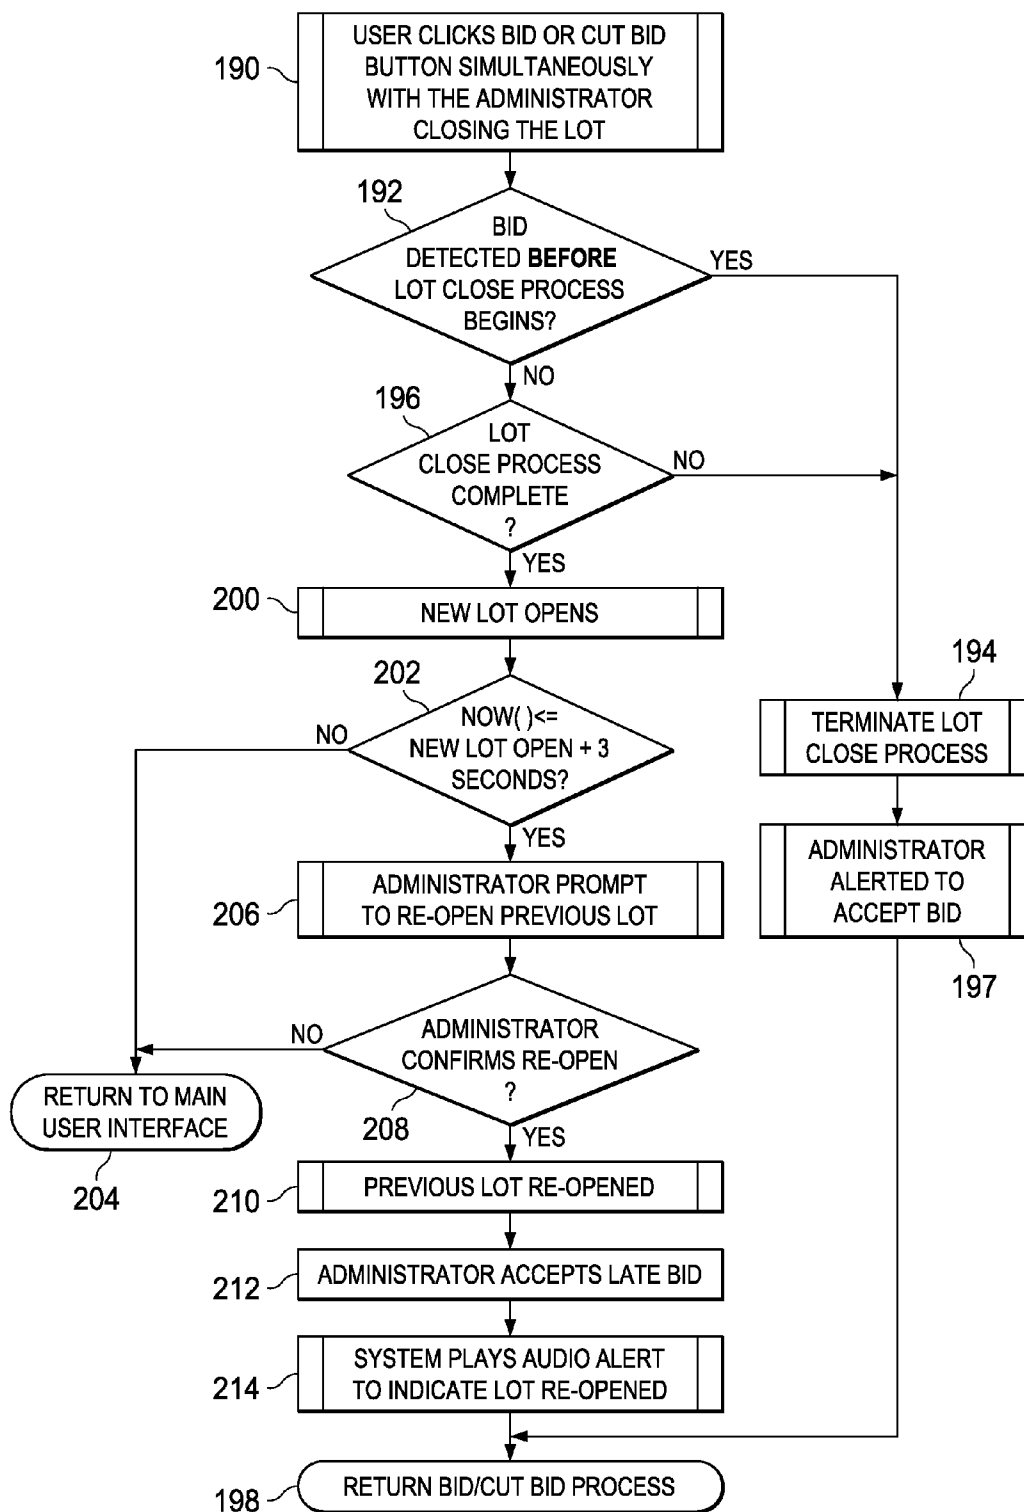 190
USER CLICKS BID OR CUT BID
BUTTON SIMULTANEOUSLY
WITH THE ADMINISTRATOR
CLOSING THE LOT
192
BID
DETECTED BEFORE
LOT CLOSE PROCESS
BEGINS?
YES
NO
196
LOT
CLOSE PROCESS
COMPLETE
?
NO
YES
200
NEW LOT OPENS
202
NOW( )<=
NEW LOT OPEN + 3
SECONDS?
NO
YES
194
TERMINATE LOT
CLOSE PROCESS
206
ADMINISTRATOR PROMPT
TO RE-OPEN PREVIOUS LOT
ADMINISTRATOR
ALERTED TO
ACCEPT BID
197
ADMINISTRATOR
CONFIRMS RE-OPEN
?
208
NO
YES
RETURN TO MAIN
USER INTERFACE
204
210
PREVIOUS LOT RE-OPENED
212
ADMINISTRATOR ACCEPTS LATE BID
214
SYSTEM PLAYS AUDIO ALERT
TO INDICATE LOT RE-OPENED
198
RETURN BID/CUT BID PROCESS